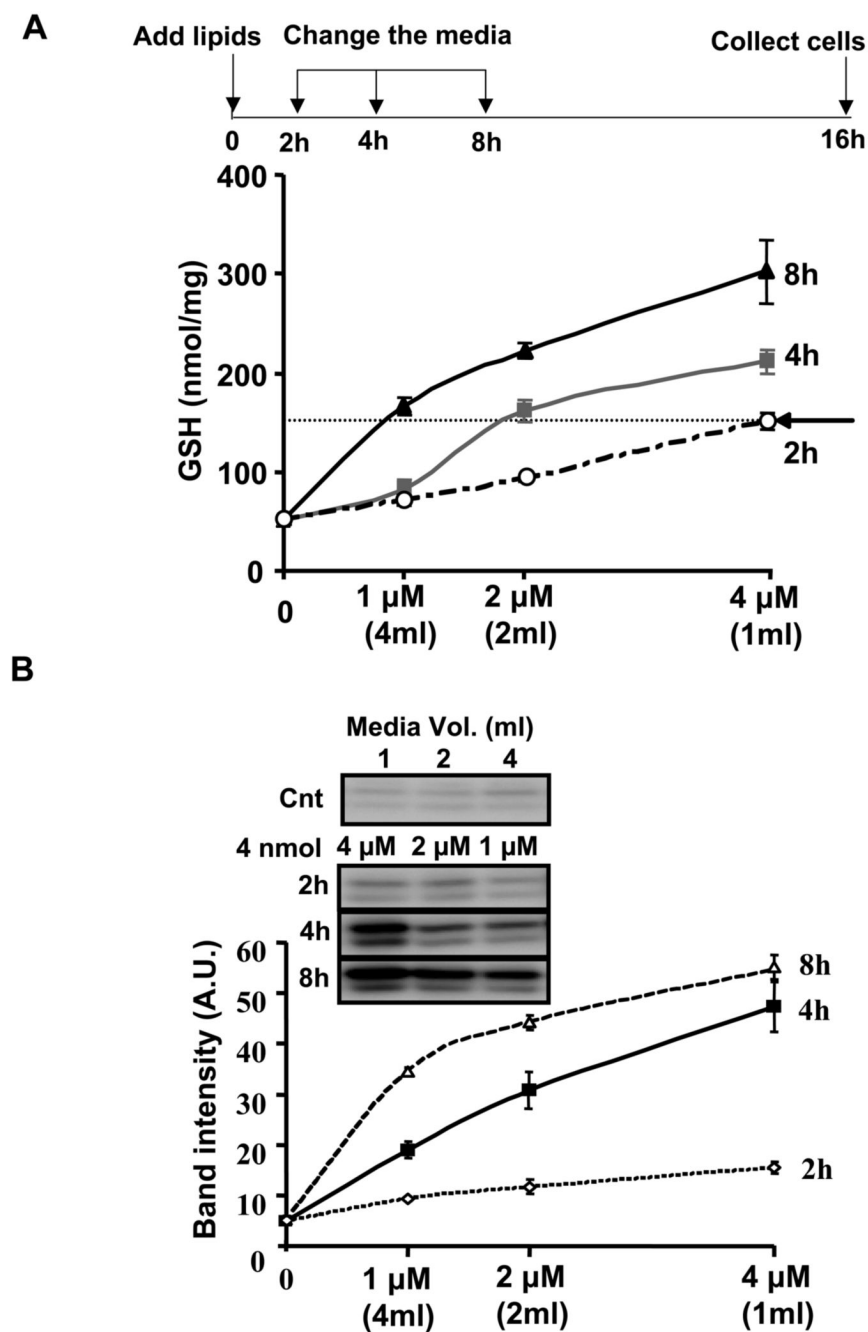 A
Add lipids Change the media Collect cells
0 2h 4h 8h 16h
400
300
200
100
0
GSH (nmol/mg)
8h
4h
2h
0 1 µM 2 µM 4 µM
(4ml) (2ml) (1ml)
B
Media Vol. (ml)
1 2 4
Cnt
4 nmol 4 µM 2 µM 1 µM
2h
4h
8h
60
50
40
30
20
10
0
Band intensity (A.U.)
8h
4h
2h
0 1 µM 2 µM 4 µM
(4ml) (2ml) (1ml)